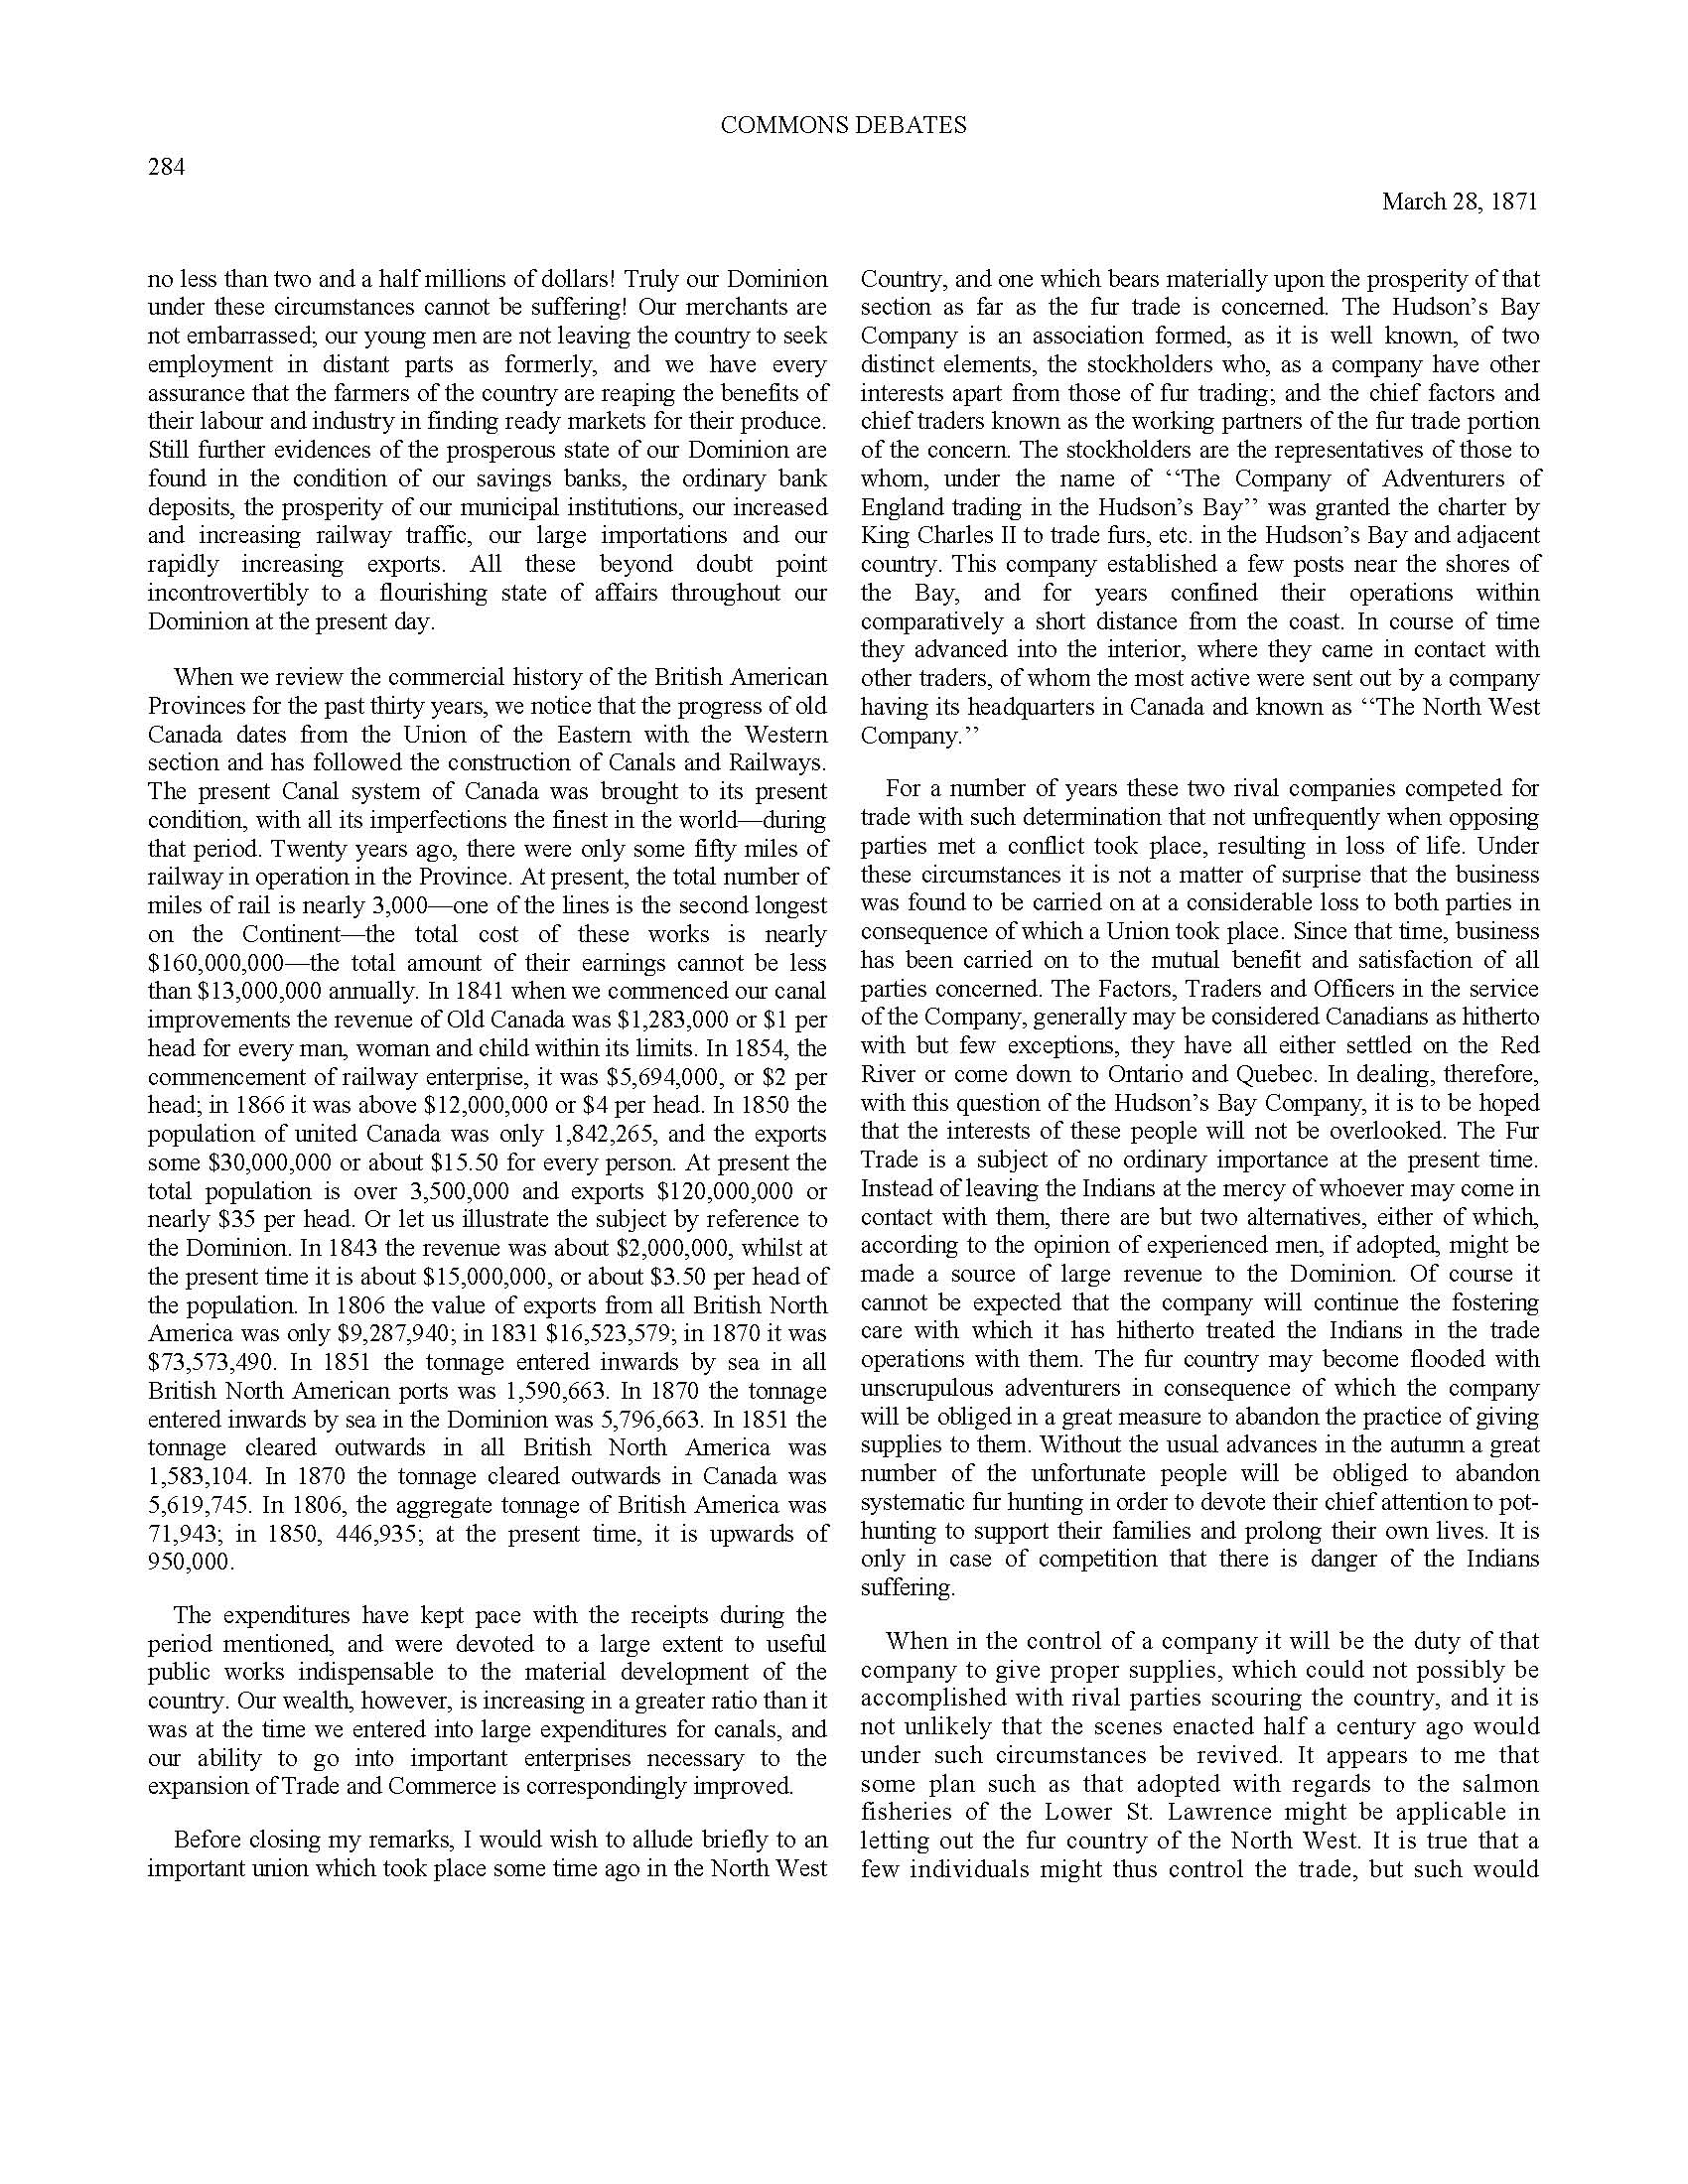 COMMONS DEBATES
284
March 28, 1871
no less than two and a half millions of dollars! Truly our Dominion
under these circumstances cannot be suffering! Our merchants are
not embarrassed; our young men are not leaving the country to seek
employment in distant parts as formerly, and we have every
assurance that the farmers of the country are reaping the benefits of
their labour and industry in finding ready markets for their produce.
Still further evidences of the prosperous state of our Dominion are
found in the condition of our savings banks, the ordinary bank
deposits, the prosperity of our municipal institutions, our increased
and increasing railway traffic, our large importations and our
rapidly increasing exports. All these beyond doubt point
incontrovertibly to a flourishing state of affairs throughout our
Dominion at the present day.
When we review the commercial history of the British American
Provinces for the past thirty years, we notice that the progress of old
Canada dates from the Union of the Eastern with the Western
section and has followed the construction of Canals and Railways.
The present Canal system of Canada was brought to its present
condition, with all its imperfections the finest in the world—during
that period. Twenty years ago, there were only some fifty miles of
railway in operation in the Province. At present, the total number of
miles of rail is nearly 3,000—one of the lines is the second longest
on the Continent—the total cost of these works is nearly
$160,000,000—the total amount of their earnings cannot be less
than $13,000,000 annually. In 1841 when we commenced our canal
improvements the revenue of Old Canada was $1,283,000 or $1 per
head for every man, woman and child within its limits. In 1854, the
commencement of railway enterprise, it was $5,694,000, or $2 per
head; in 1866 it was above $12,000,000 or $4 per head. In 1850 the
population of united Canada was only 1,842,265, and the exports
some $30,000,000 or about $15.50 for every person. At present the
total population is over 3,500,000 and exports $120,000,000 or
nearly $35 per head. Or let us illustrate the subject by reference to
the Dominion. In 1843 the revenue was about $2,000,000, whilst at
the present time it is about $15,000,000, or about $3.50 per head of
the population. In 1806 the value of exports from all British North
America was only $9,287,940; in 1831 $16,523,579; in 1870 it was
$73,573,490. In 1851 the tonnage entered inwards by sea in all
British North American ports was 1,590,663. In 1870 the tonnage
entered inwards by sea in the Dominion was 5,796,663. In 1851 the
tonnage cleared outwards in all British North America was
1,583,104. In 1870 the tonnage cleared outwards in Canada was
5,619,745. In 1806, the aggregate tonnage of British America was
71,943; in 1850, 446,935; at the present time, it is upwards of
950,000.
The expenditures have kept pace with the receipts during the
period mentioned, and were devoted to a large extent to useful
public works indispensable to the material development of the
country. Our wealth, however, is increasing in a greater ratio than it
was at the time we entered into large expenditures for canals, and
our ability to go into important enterprises necessary to the
expansion of Trade and Commerce is correspondingly improved.
Before closing my remarks, I would wish to allude briefly to an
important union which took place some time ago in the North West
Country, and one which bears materially upon the prosperity of that
section as far as the fur trade is concerned. The Hudson’s Bay
Company is an association formed, as it is well known, of two
distinct elements, the stockholders who, as a company have other
interests apart from those of fur trading; and the chief factors and
chief traders known as the working partners of the fur trade portion
of the concern. The stockholders are the representatives of those to
whom, under the name of ‘‘The Company of Adventurers of
England trading in the Hudson’s Bay’’ was granted the charter by
King Charles II to trade furs, etc. in the Hudson’s Bay and adjacent
country. This company established a few posts near the shores of
the Bay, and for years confined their operations within
comparatively a short distance from the coast. In course of time
they advanced into the interior, where they came in contact with
other traders, of whom the most active were sent out by a company
having its headquarters in Canada and known as ‘‘The North West
Company.’’
For a number of years these two rival companies competed for
trade with such determination that not unfrequently when opposing
parties met a conflict took place, resulting in loss of life. Under
these circumstances it is not a matter of surprise that the business
was found to be carried on at a considerable loss to both parties in
consequence of which a Union took place. Since that time, business
has been carried on to the mutual benefit and satisfaction of all
parties concerned. The Factors, Traders and Officers in the service
of the Company, generally may be considered Canadians as hitherto
with but few exceptions, they have all either settled on the Red
River or come down to Ontario and Quebec. In dealing, therefore,
with this question of the Hudson’s Bay Company, it is to be hoped
that the interests of these people will not be overlooked. The Fur
Trade is a subject of no ordinary importance at the present time.
Instead of leaving the Indians at the mercy of whoever may come in
contact with them, there are but two alternatives, either of which,
according to the opinion of experienced men, if adopted, might be
made a source of large revenue to the Dominion. Of course it
cannot be expected that the company will continue the fostering
care with which it has hitherto treated the Indians in the trade
operations with them. The fur country may become flooded with
unscrupulous adventurers in consequence of which the company
will be obliged in a great measure to abandon the practice of giving
supplies to them. Without the usual advances in the autumn a great
number of the unfortunate people will be obliged to abandon
systematic fur hunting in order to devote their chief attention to pot-
hunting to support their families and prolong their own lives. It is
only in case of competition that there is danger of the Indians
suffering.
When in the control of a company it will be the duty of that
company to give proper supplies, which could not possibly be
accomplished with rival parties scouring the country, and it is
not unlikely that the scenes enacted half a century ago would
under such circumstances be revived. It appears to me that
some plan such as that adopted with regards to the salmon
fisheries of the Lower St. Lawrence might be applicable in
letting out the fur country of the North West. It is true that a
few individuals might thus control the trade, but such would